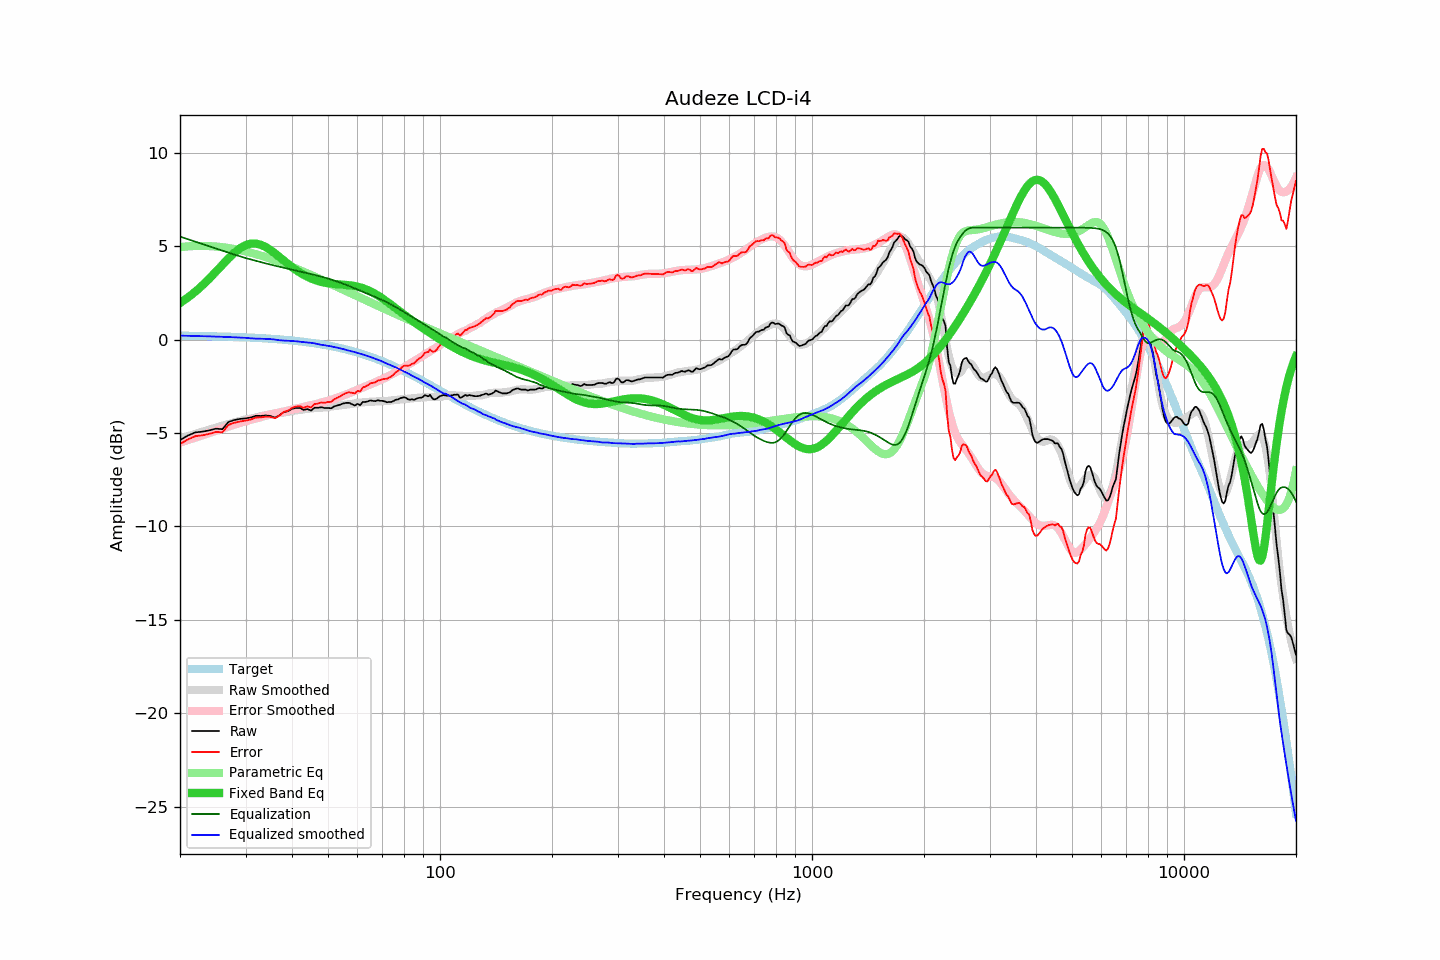 Audeze LCD-i4
10
5
0
−5
−10
−15
−20
−25
Amplitude (dBr)
Target
Raw Smoothed
Error Smoothed
Raw
Error
Parametric Eq
Fixed Band Eq
Equalization
Equalized smoothed
100 1000 10000
Frequency (Hz)